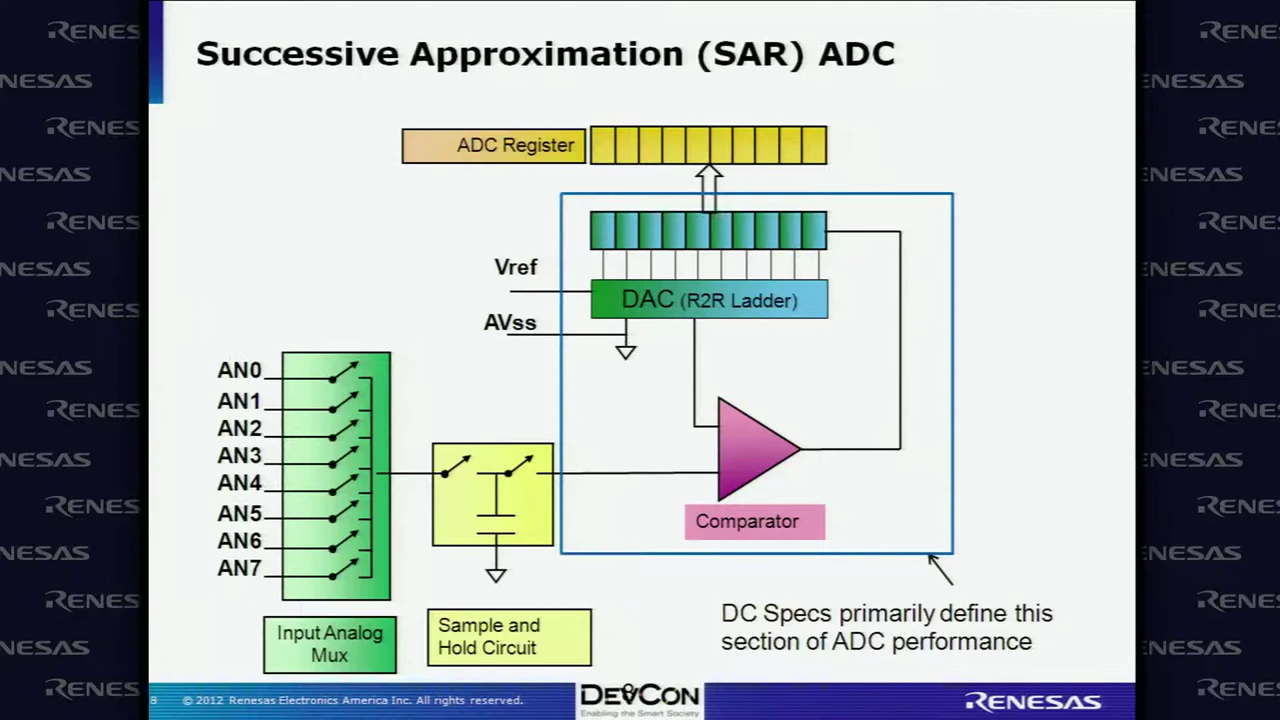 Successive Approximation (SAR) ADC
ADC Register
Vref
DAC (R2R Ladder)
AVss
AN0
AN1
AN2
AN3
AN4
AN5
AN6
AN7
Comparator
Input Analog
Mux
Sample and
Hold Circuit
DC Specs primarily define this
section of ADC performance
8
© 2012 Renesas Electronics America Inc. All rights reserved.
DEVCON
Enabling the Smart Society
RENESAS